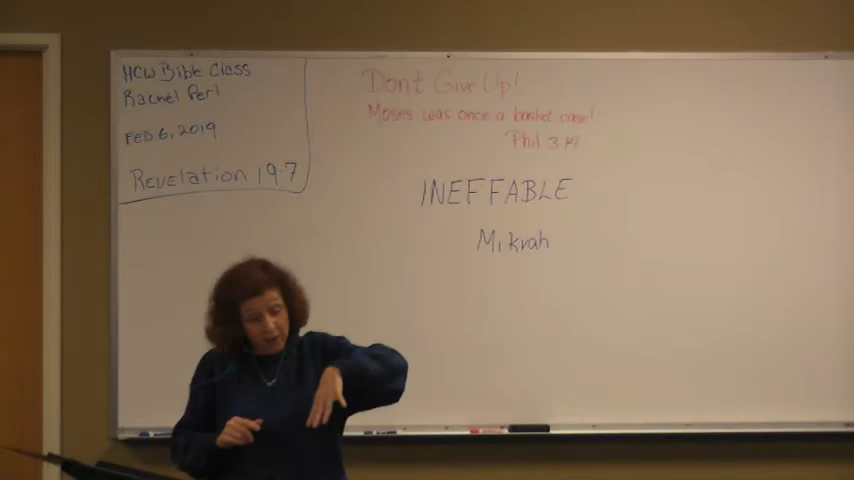 HCW Bible Class
Rachel Perl
Feb 6, 2019
Revelation 19:7
Don't Give Up!
Moses was once a basket case!
Phil 3:14
INEFFABLE
Mikvah